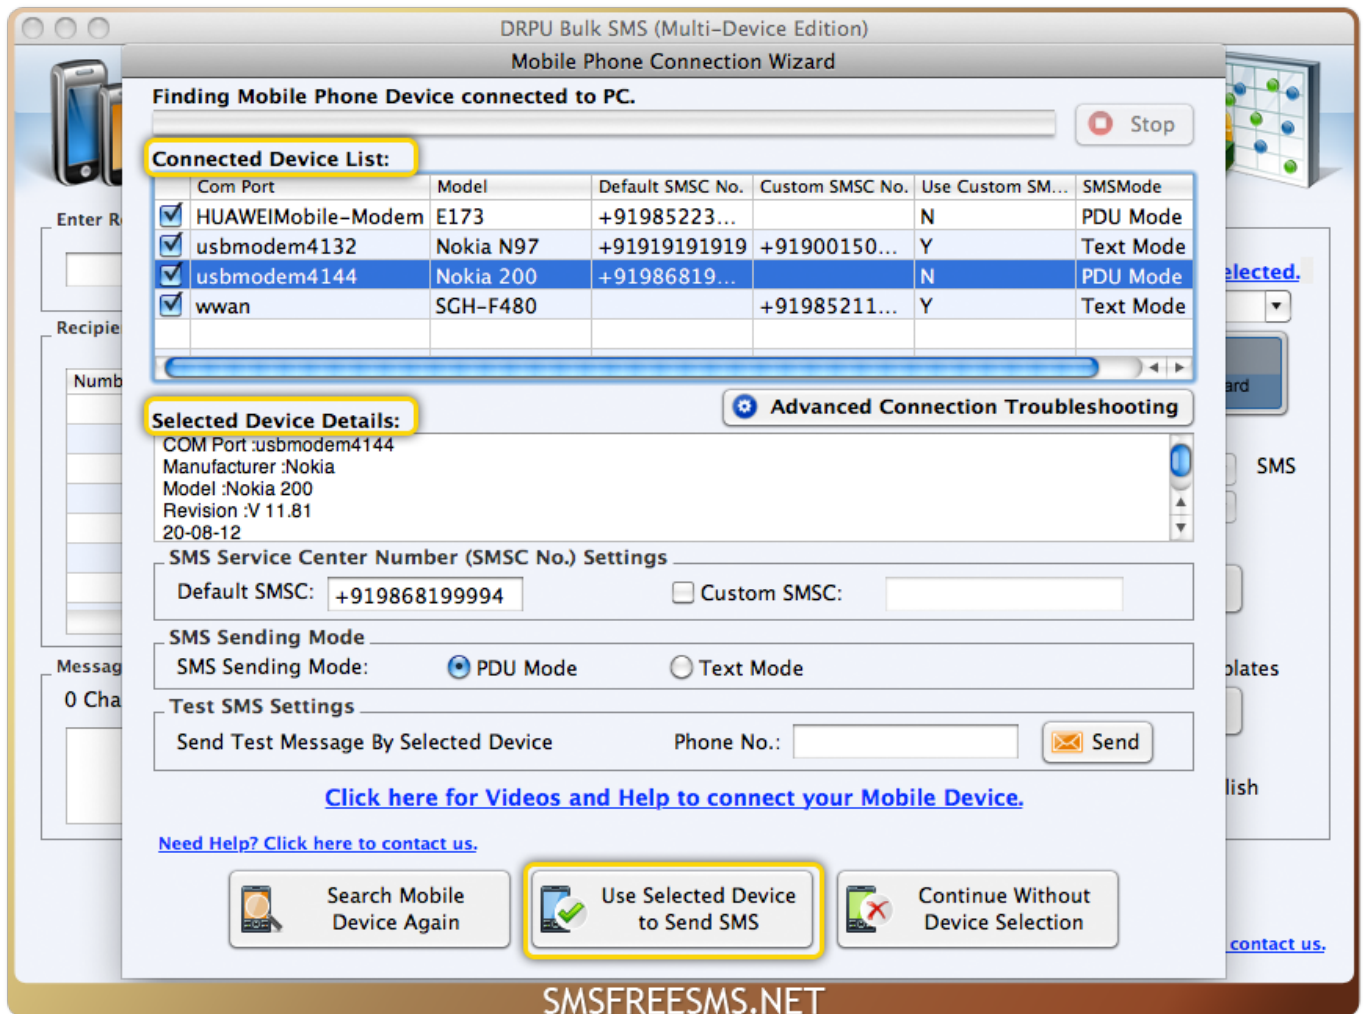 DRPU Bulk SMS (Multi-Device Edition)
Mobile Phone Connection Wizard
Finding Mobile Phone Device connected to PC.
Stop
Connected Device List:
Com Port Model Default SMSC No. Custom SMSC No. Use Custom SM... SMSMode
HUAWEIMobile-Modem E173 +91985223... N PDU Mode
usbmodem4132 Nokia N97 +91919191919 +91900150... Y Text Mode
usbmodem4144 Nokia 200 +91986819... N PDU Mode
wwan SGH-F480 +91985211... Y Text Mode
Advanced Connection Troubleshooting
Selected Device Details:
COM Port :usbmodem4144
Manufacturer :Nokia
Model :Nokia 200
Revision :V 11.81
20-08-12
SMS Service Center Number (SMSC No.) Settings
Default SMSC: +919868199994 Custom SMSC:
SMS Sending Mode
SMS Sending Mode: PDU Mode Text Mode
Test SMS Settings
Send Test Message By Selected Device Phone No.: Send
Click here for Videos and Help to connect your Mobile Device.
Need Help? Click here to contact us.
Search Mobile
Device Again
Use Selected Device
to Send SMS
Continue Without
Device Selection
Enter
SMS
0
contact us.
SMSFREESMS.NET